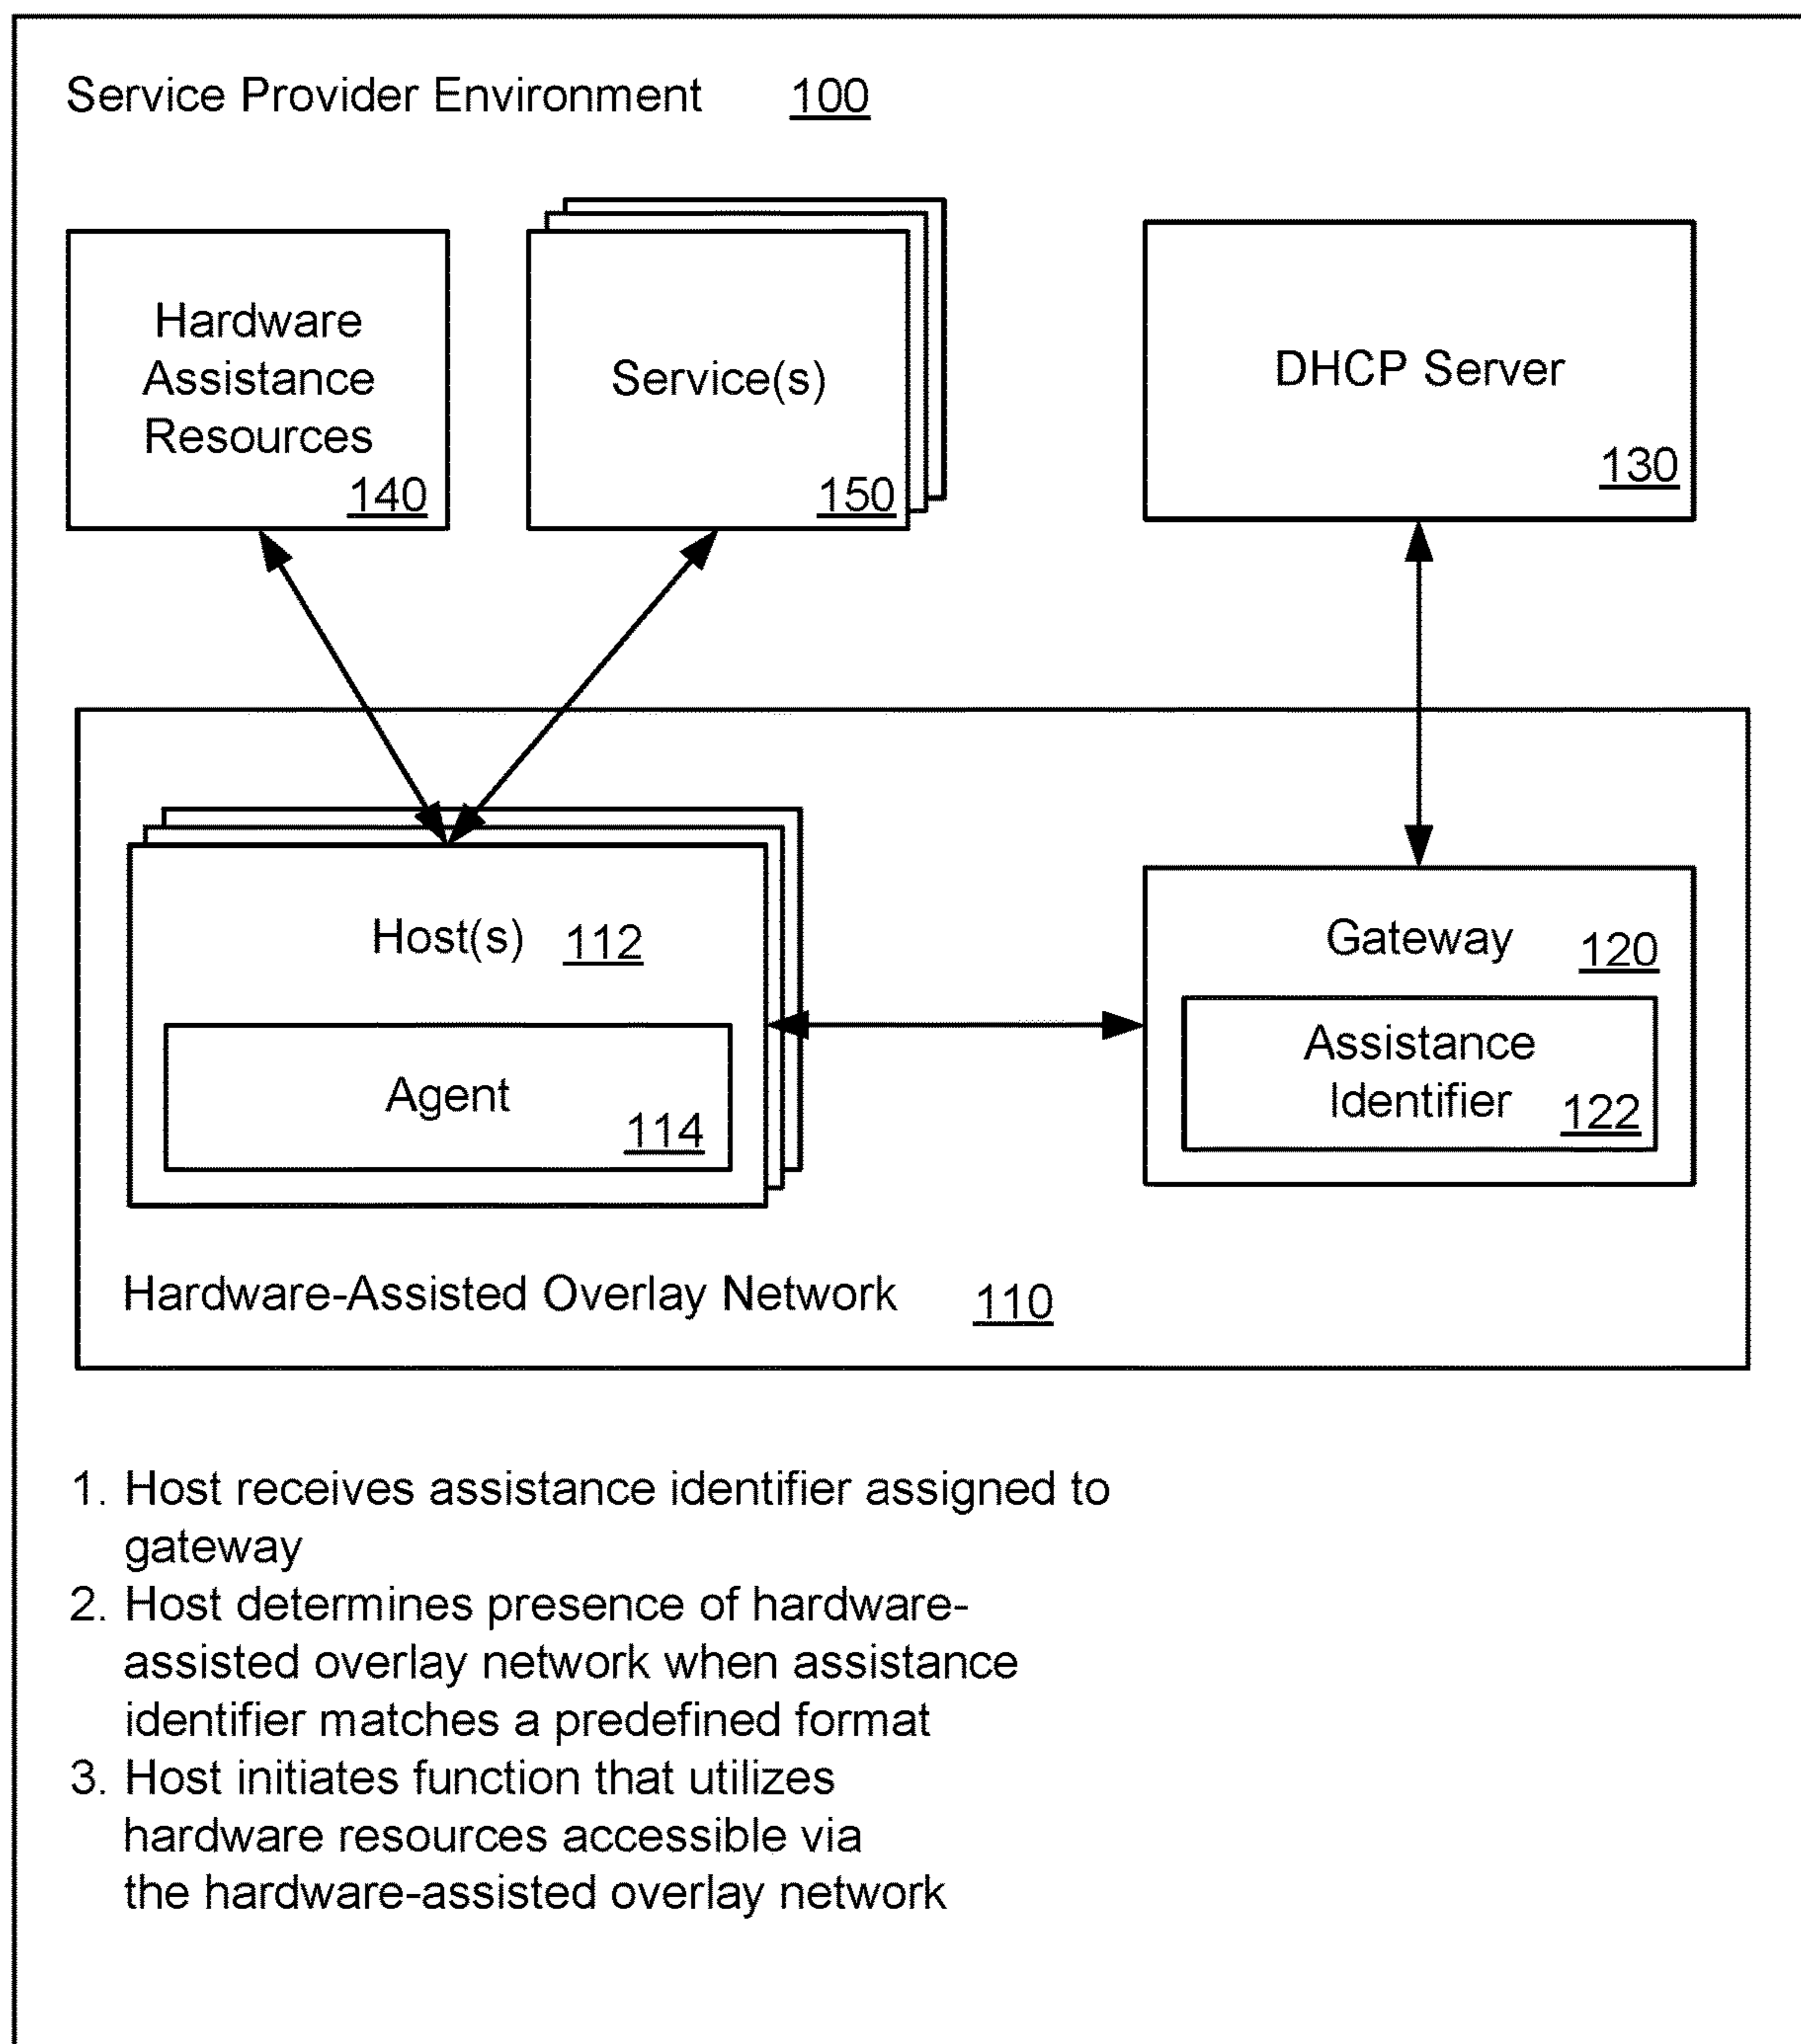 Service Provider Environment 100
Hardware
Assistance
Resources
140
Service(s)
150
DHCP Server
130
Host(s) 112
Agent
114
Gateway 120
Assistance
Identifier 122
Hardware-Assisted Overlay Network 110
1. Host receives assistance identifier assigned to
gateway
2. Host determines presence of hardware-
assisted overlay network when assistance
identifier matches a predefined format
3. Host initiates function that utilizes
hardware resources accessible via
the hardware-assisted overlay network